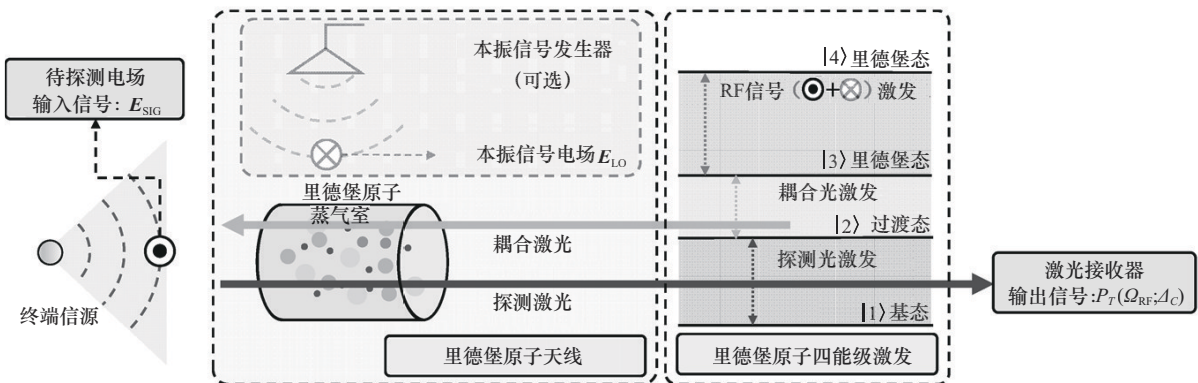 待探测电场
输入信号: E_SIG
终端信源
本振信号发生器
(可选)
本振信号电场E_LO
里德堡原子
蒸气室
耦合激光
探测激光
里德堡原子天线
|4⟩里德堡态
RF信号 (⊙+⊗) 激发
|3⟩里德堡态
耦合光激发
|2⟩ 过渡态
探测光激发
|1⟩基态
里德堡原子四能级激发
激光接收器
输出信号:P_T(Ω_RF;Δ_C)